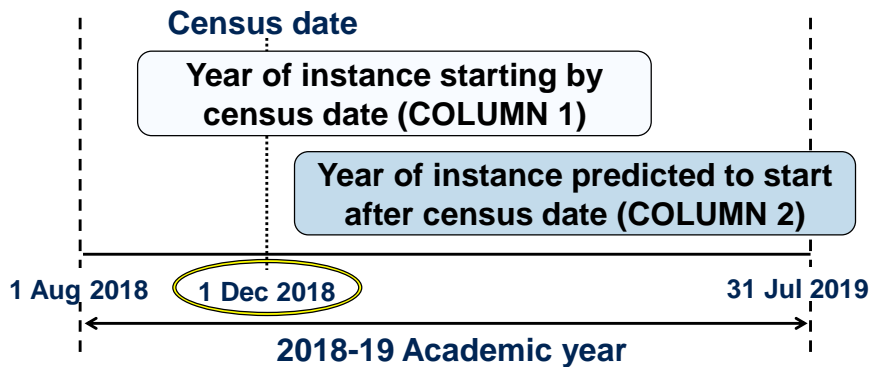 Census date
Year of instance starting by
census date (COLUMN 1)
Year of instance predicted to start
after census date (COLUMN 2)
1 Aug 2018
1 Dec 2018
31 Jul 2019
2018-19 Academic year